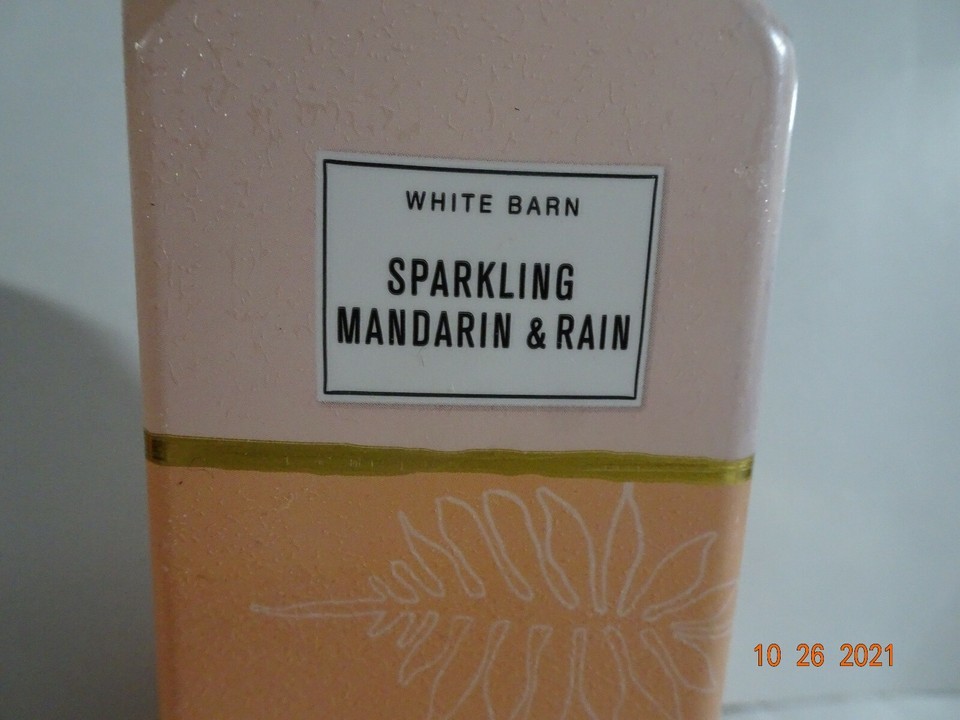 WHITE BARN
SPARKLING
MANDARIN & RAIN
10 26 2021